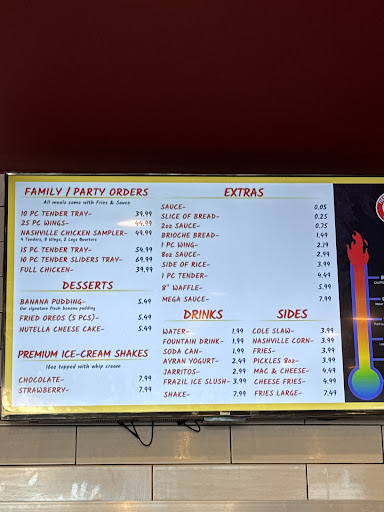 FAMILY / PARTY ORDERS
All meals come with Fries & Sauce
10 PC TENDER TRAY- 39.99
25 PC WINGS- 44.99
NASHVILLE CHICKEN SAMPLER- 49.99
4 Tenders, 8 Wings, 2 Legs Quarters
15 PC TENDER TRAY- 54.99
10 PC TENDER SLIDERS TRAY- 69.99
FULL CHICKEN- 39.99
DESSERTS
BANANA PUDDING- 5.49
Our signature fresh banana pudding
FRIED OREOS (5 PCS)- 5.49
NUTELLA CHEESE CAKE- 5.49
PREMIUM ICE-CREAM SHAKES
16oz topped with whip cream
CHOCOLATE- 7.99
STRAWBERRY- 7.99
EXTRAS
SAUCE- 0.05
SLICE OF BREAD- 0.25
2oz SAUCE- 0.75
BRIOCHE BREAD- 1.49
1 PC WING- 2.19
8oz SAUCE- 2.99
SIDE OF RICE- 3.99
1 PC TENDER- 4.49
8" WAFFLE- 5.99
MEGA SAUCE- 7.99
DRINKS
WATER- 1.99
FOUNTAIN DRINK- 1.99
SODA CAN- 1.99
AYRAN YOGURT- 2.49
JARRITOS- 2.99
FRAZIL ICE SLUSH- 3.99
SHAKE- 7.99
SIDES
COLE SLAW- 3.99
NASHVILLE CORN- 3.99
FRIES- 3.99
PICKLES 8oz- 3.99
MAC & CHEESE- 4.99
CHEESE FRIES- 4.99
FRIES LARGE- 7.49